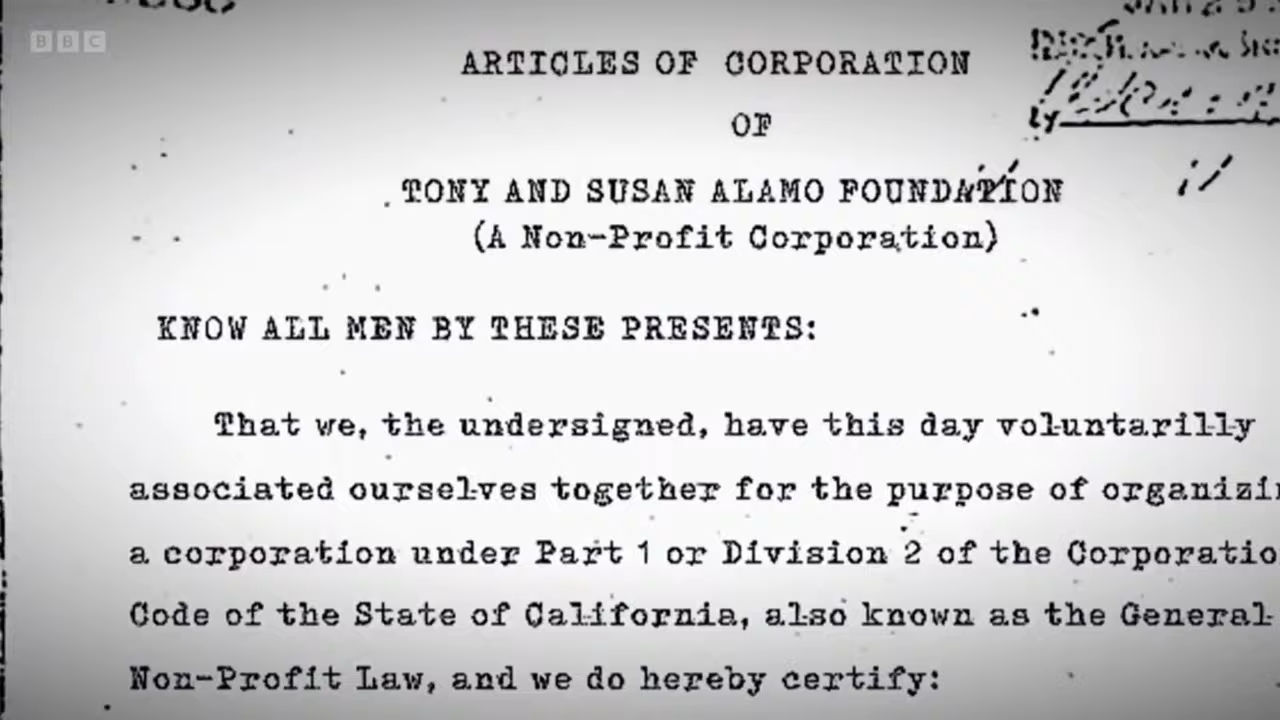 BBC
ARTICLES OF CORPORATION
OF
TONY AND SUSAN ALAMO FOUNDATION
(A Non-Profit Corporation)
KNOW ALL MEN BY THESE PRESENTS:
That we, the undersigned, have this day voluntarilly
associated ourselves together for the purpose of organizin
a corporation under Part 1 or Division 2 of the Corporatio
Code of the State of California, also known as the General
Non-Profit Law, and we do hereby certify: